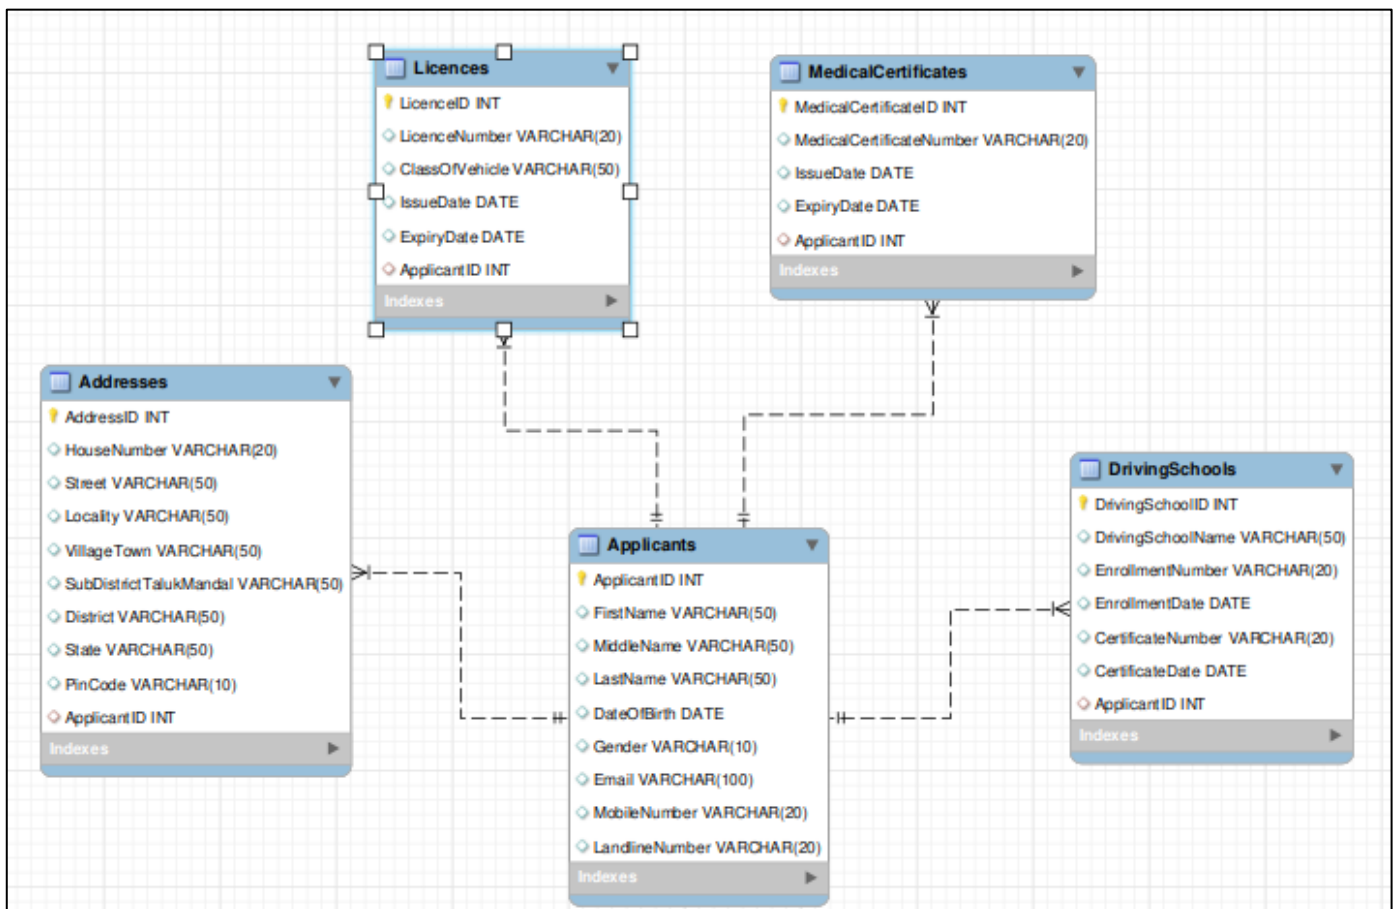 Licences
LicenceID INT
LicenceNumber VARCHAR(20)
ClassOfVehicle VARCHAR(50)
IssueDate DATE
ExpiryDate DATE
ApplicantID INT
Indexes
MedicalCertificates
MedicalCertificateID INT
MedicalCertificateNumber VARCHAR(20)
IssueDate DATE
ExpiryDate DATE
ApplicantID INT
Indexes
Addresses
AddressID INT
HouseNumber VARCHAR(20)
Street VARCHAR(50)
Locality VARCHAR(50)
VillageTown VARCHAR(50)
SubDistrictTalukMandal VARCHAR(50)
District VARCHAR(50)
State VARCHAR(50)
PinCode VARCHAR(10)
ApplicantID INT
Indexes
Applicants
ApplicantID INT
FirstName VARCHAR(50)
MiddleName VARCHAR(50)
LastName VARCHAR(50)
DateOfBirth DATE
Gender VARCHAR(10)
Email VARCHAR(100)
MobileNumber VARCHAR(20)
LandlineNumber VARCHAR(20)
Indexes
DrivingSchools
DrivingSchoolID INT
DrivingSchoolName VARCHAR(50)
EnrollmentNumber VARCHAR(20)
EnrollmentDate DATE
CertificateNumber VARCHAR(20)
CertificateDate DATE
ApplicantID INT
Indexes